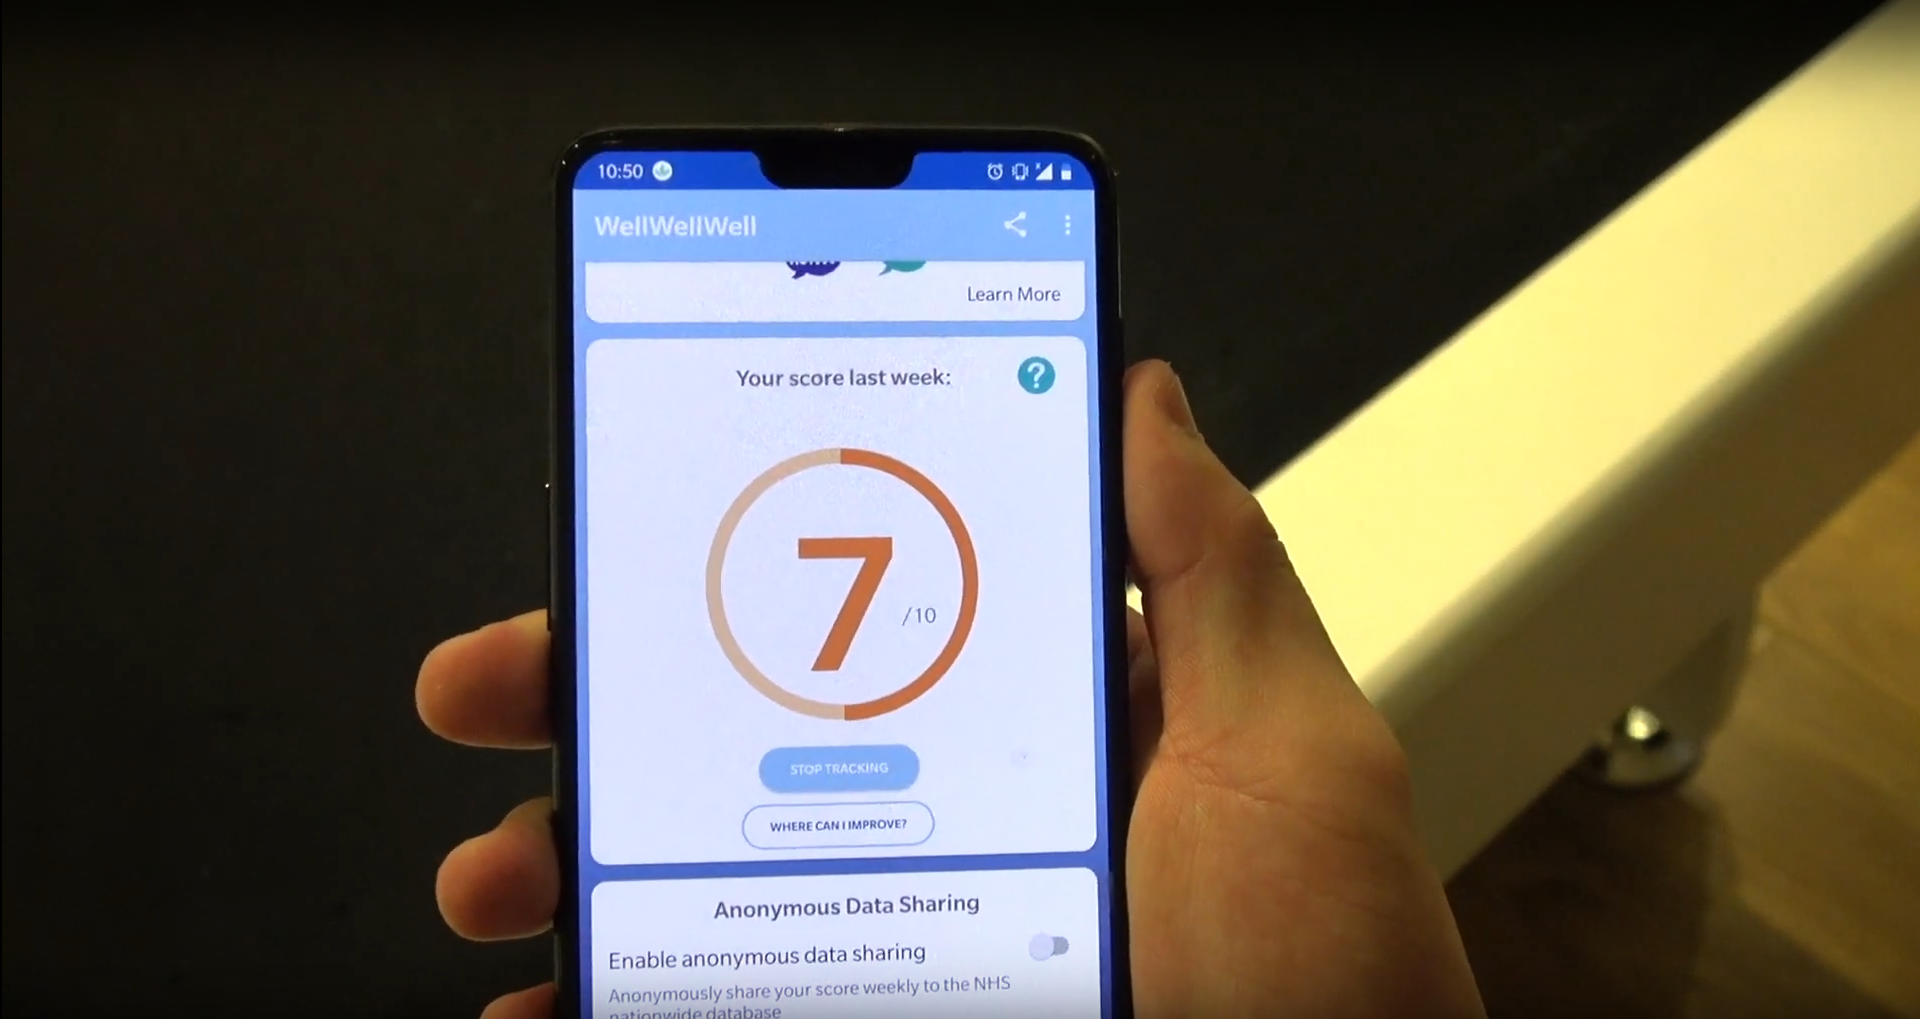 10:50
WellWellWell
Learn More
Your score last week:
?
7
/10
STOP TRACKING
WHERE CAN I IMPROVE?
Anonymous Data Sharing
Enable anonymous data sharing
Anonymously share your score weekly to the NHS
nationwide database